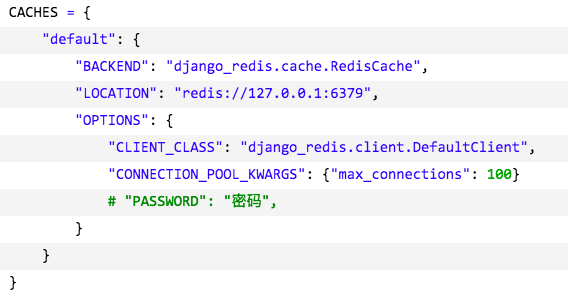 CACHES = {
    "default": {
        "BACKEND": "django_redis.cache.RedisCache",
        "LOCATION": "redis://127.0.0.1:6379",
        "OPTIONS": {
            "CLIENT_CLASS": "django_redis.client.DefaultClient",
            "CONNECTION_POOL_KWARGS": {"max_connections": 100}
            # "PASSWORD": "密码",
        }
    }
}